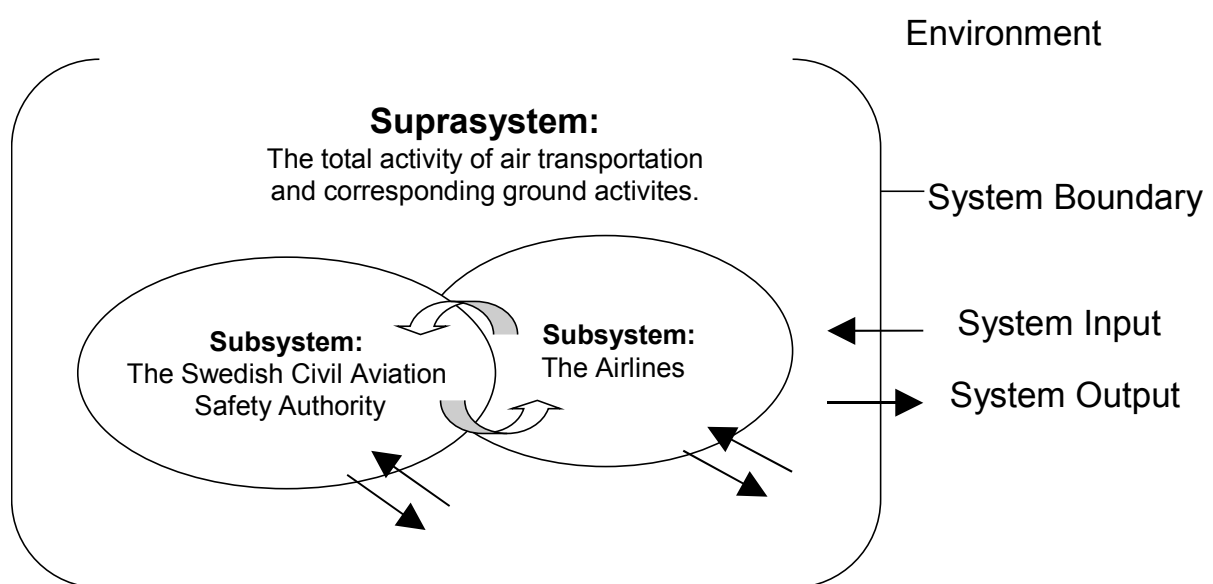 Environment
Suprasystem:
The total activity of air transportation
and corresponding ground activites.
System Boundary
Subsystem:
The Swedish Civil Aviation
Safety Authority
Subsystem:
The Airlines
System Input
System Output